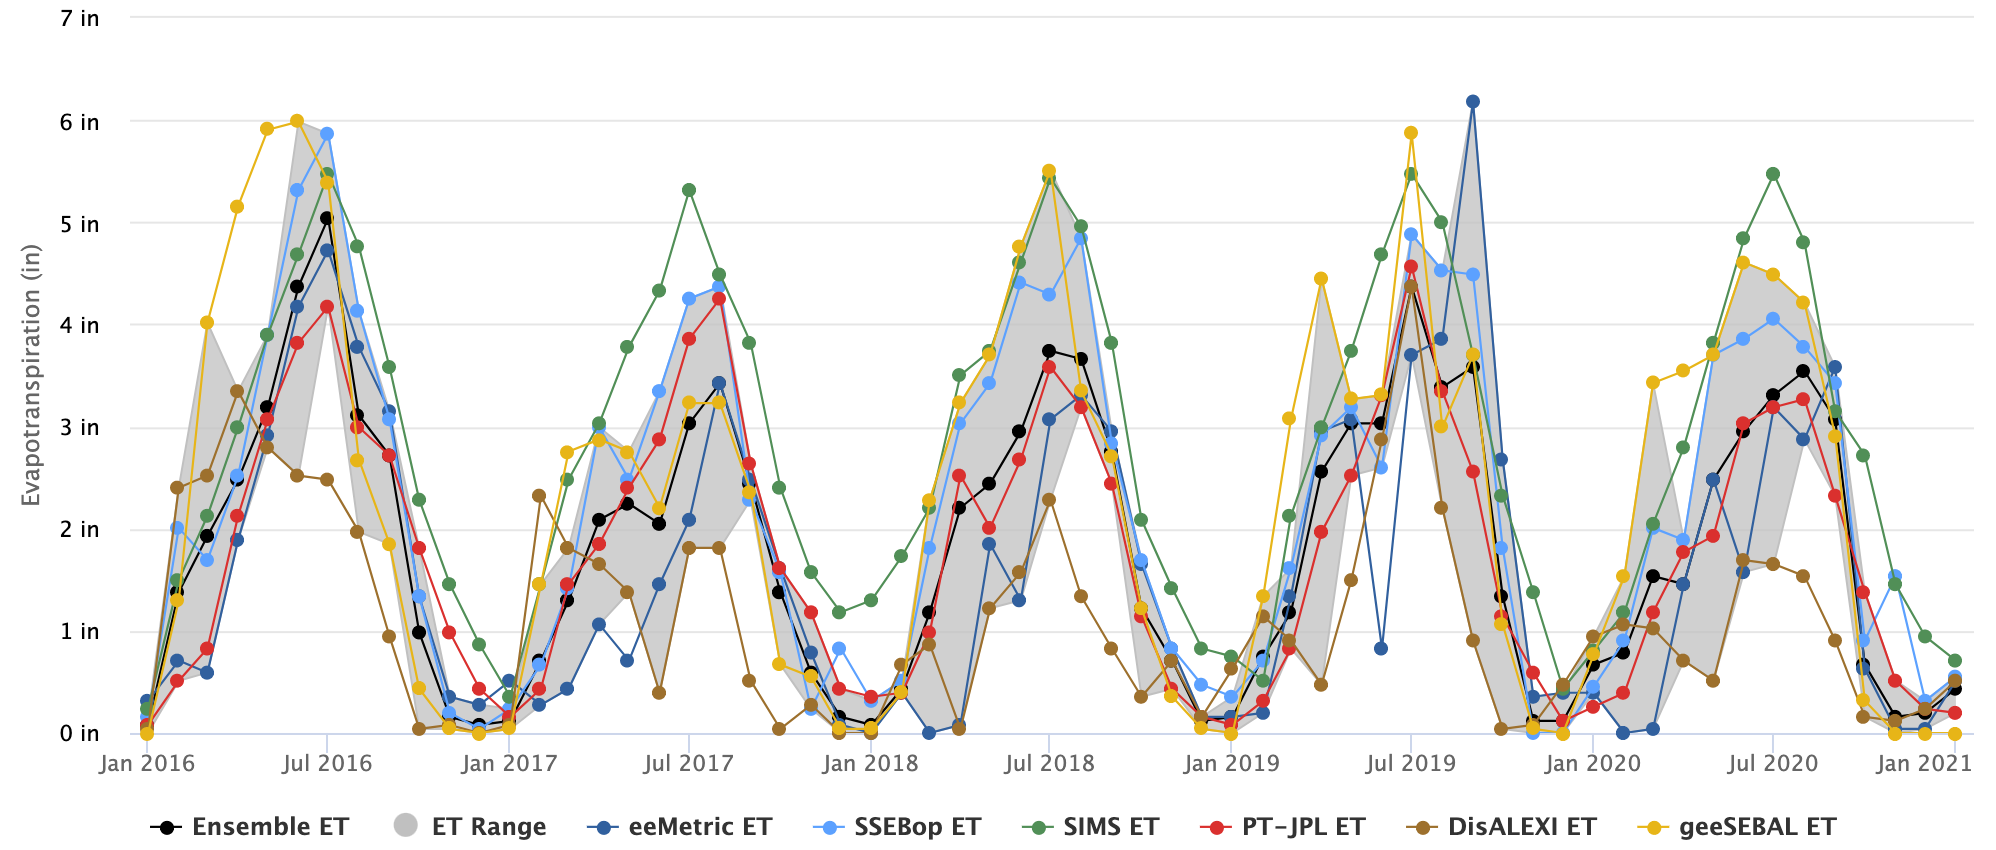 7 in
6 in
5 in
4 in
3 in
2 in
1 in
0 in
Evapotranspiration (in)
Jan 2016 Jul 2016 Jan 2017 Jul 2017 Jan 2018 Jul 2018 Jan 2019 Jul 2019 Jan 2020 Jul 2020 Jan 2021
Ensemble ET ET Range eeMetric ET SSEBop ET SIMS ET PT-JPL ET DisALEXI ET geeSEBAL ET